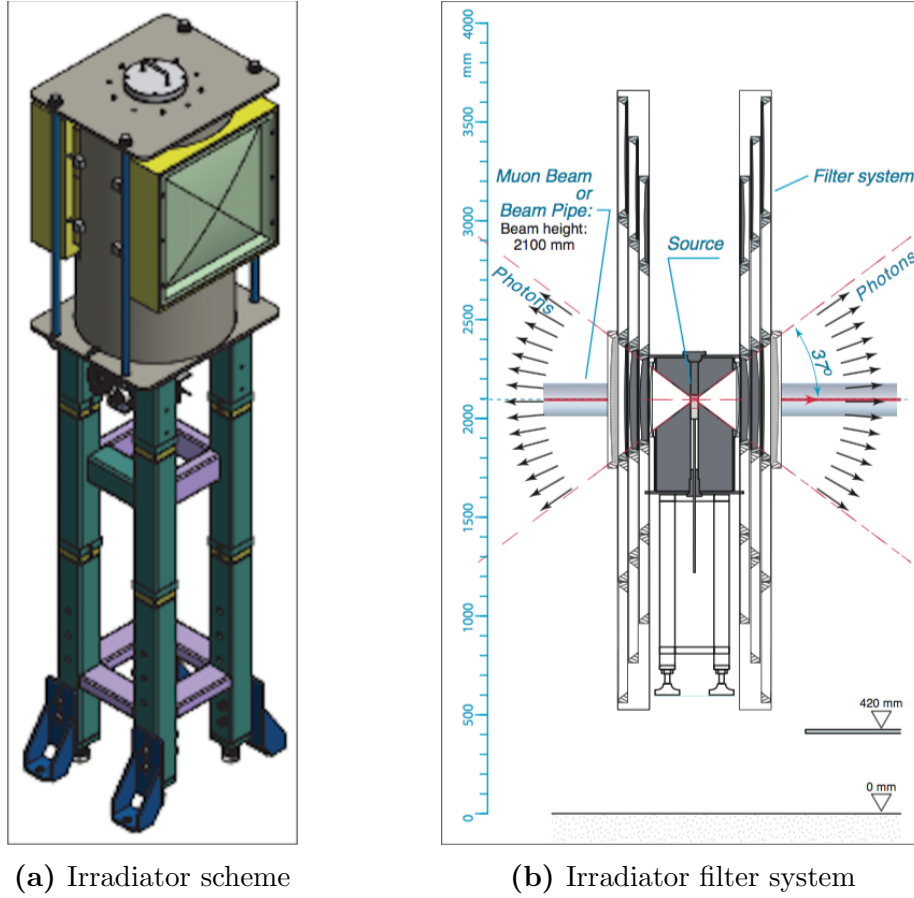 4000
mm
3500
3000
2500
2000
1500
1000
500
0
Muon Beam
or
Beam Pipe:
Beam height:
2100 mm
Source
Filter system
Photons
Photons
37°
420 mm
0 mm
(a) Irradiator scheme
(b) Irradiator filter system